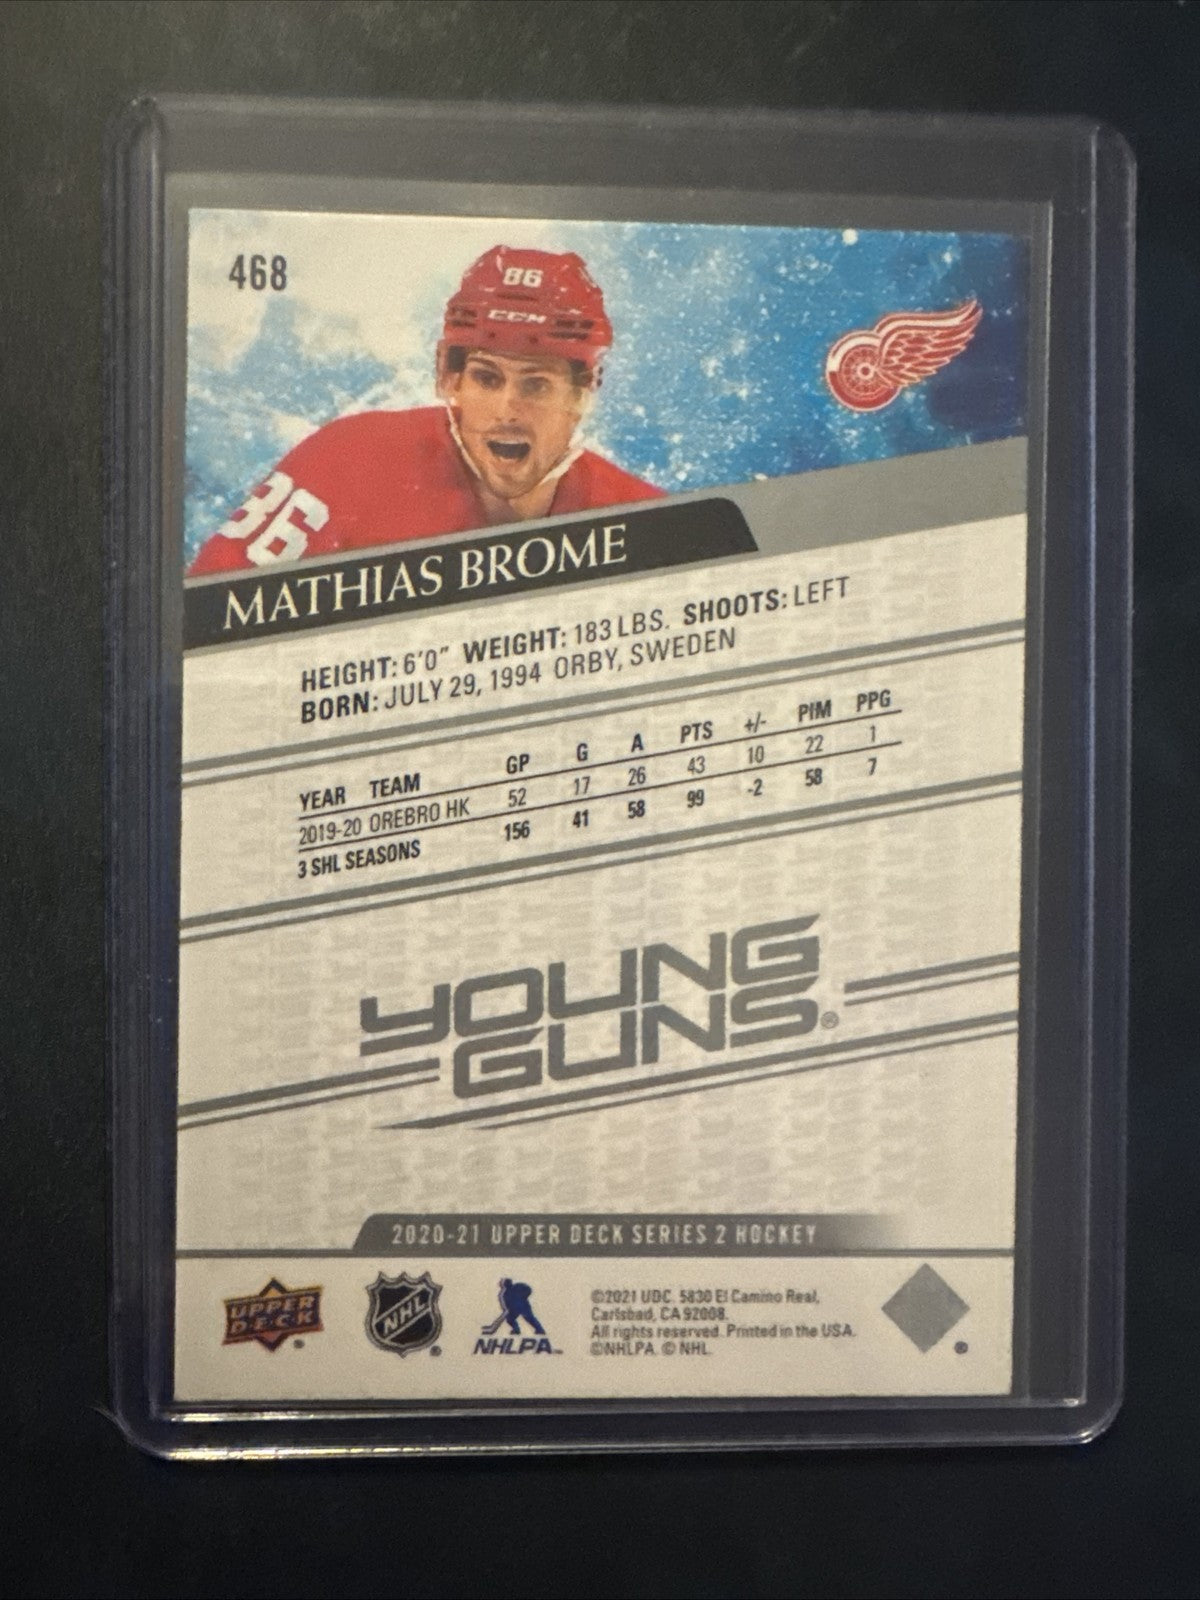 468
86
CCM
86
MATHIAS BROME
HEIGHT: 6'0" WEIGHT: 183 LBS. SHOOTS: LEFT
BORN: JULY 29, 1994 ORBY, SWEDEN
YEAR TEAM GP G A PTS +/- PIM PPG
2019-20 OREBRO HK 52 17 26 43 10 22 1
3 SHL SEASONS 156 41 58 99 -2 58 7
YOUNG
GUNS®
2020-21 UPPER DECK SERIES 2 HOCKEY
UPPER
DECK
®
NHL
®
NHLPA™
©2021 UDC. 5830 El Camino Real,
Carlsbad, CA 92008.
All rights reserved. Printed in the USA.
©NHLPA. © NHL.
®